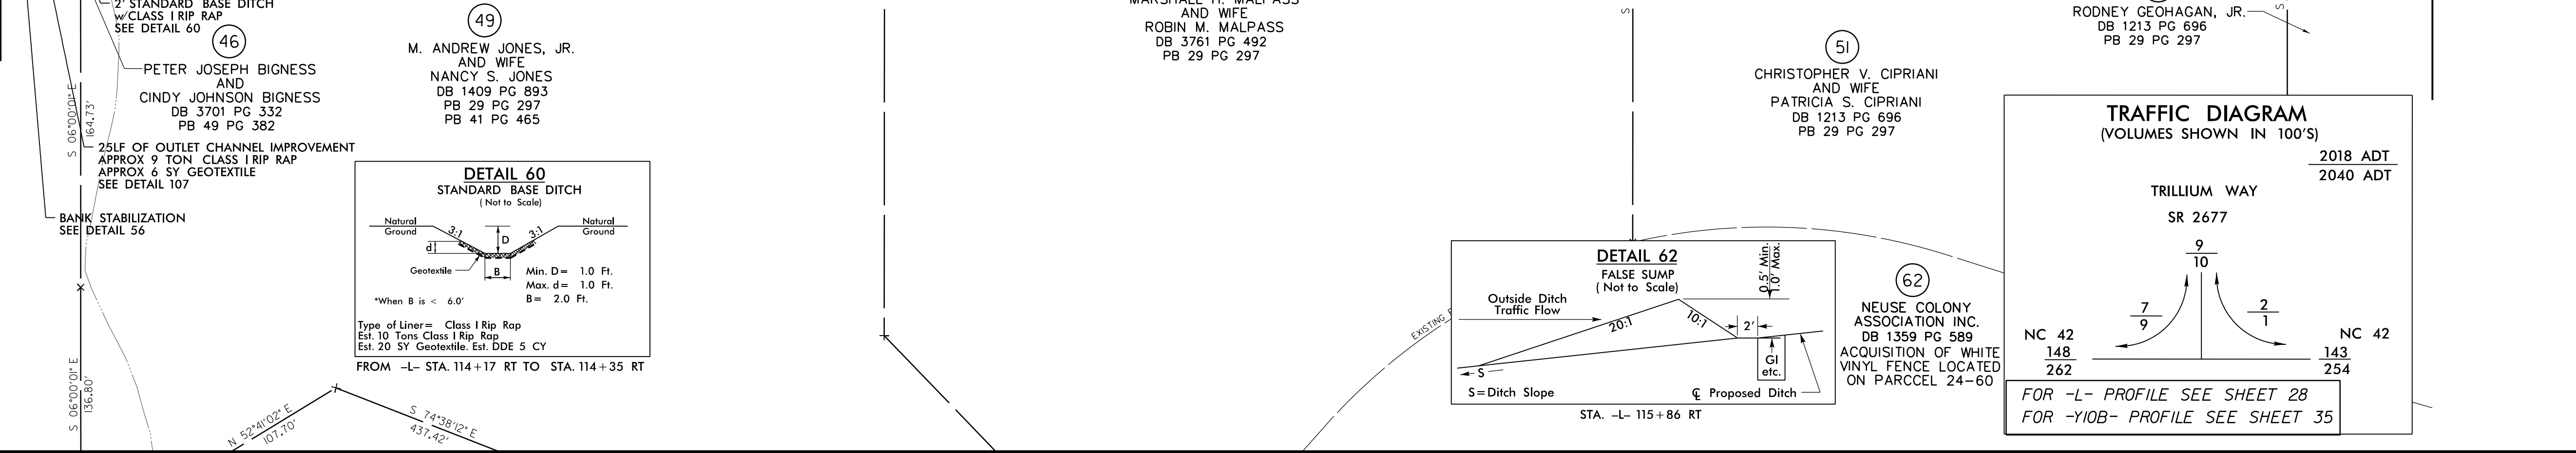 2' STANDARD BASE DITCH
w/CLASS I RIP RAP
SEE DETAIL 60
46
PETER JOSEPH BIGNESS
AND
CINDY JOHNSON BIGNESS
DB 3701 PG 332
PB 49 PG 382
S 06°00'01" E
164.73'
25LF OF OUTLET CHANNEL IMPROVEMENT
APPROX 9 TON CLASS I RIP RAP
APPROX 6 SY GEOTEXTILE
SEE DETAIL 107
BANK STABILIZATION
SEE DETAIL 56
S 06°00'01" E
136.80'
49
M. ANDREW JONES, JR.
AND WIFE
NANCY S. JONES
DB 1409 PG 893
PB 29 PG 297
PB 41 PG 465
DETAIL 60
STANDARD BASE DITCH
( Not to Scale)
Natural
Ground
3:1
D
3:1
Natural
Ground
d
Geotextile
B
Min. D= 1.0 Ft.
Max. d= 1.0 Ft.
B= 2.0 Ft.
*When B is < 6.0'
Type of Liner= Class I Rip Rap
Est. 10 Tons Class I Rip Rap
Est. 20 SY Geotextile. Est. DDE 5 CY
FROM -L- STA. 114+17 RT TO STA. 114+35 RT
N 52°41'02" E
107.70'
S 74°38'12" E
437.42'
MARSHALL H. MALPASS
AND WIFE
ROBIN M. MALPASS
DB 3761 PG 492
PB 29 PG 297
S
51
CHRISTOPHER V. CIPRIANI
AND WIFE
PATRICIA S. CIPRIANI
DB 1213 PG 696
PB 29 PG 297
EXISTING
DETAIL 62
FALSE SUMP
( Not to Scale)
Outside Ditch
Traffic Flow
20:1
10:1
0.5' Min.
1.0' Max.
2'
GI
etc.
S
S=Ditch Slope
℄ Proposed Ditch
STA. -L- 115+86 RT
62
NEUSE COLONY
ASSOCIATION INC.
DB 1359 PG 589
ACQUISITION OF WHITE
VINYL FENCE LOCATED
ON PARCCEL 24-60
RODNEY GEOHAGAN, JR.
DB 1213 PG 696
PB 29 PG 297
S
TRAFFIC DIAGRAM
(VOLUMES SHOWN IN 100'S)
2018 ADT
2040 ADT
TRILLIUM WAY
SR 2677
9
10
7
9
2
1
NC 42
148
262
NC 42
143
254
FOR -L- PROFILE SEE SHEET 28
FOR -Y10B- PROFILE SEE SHEET 35